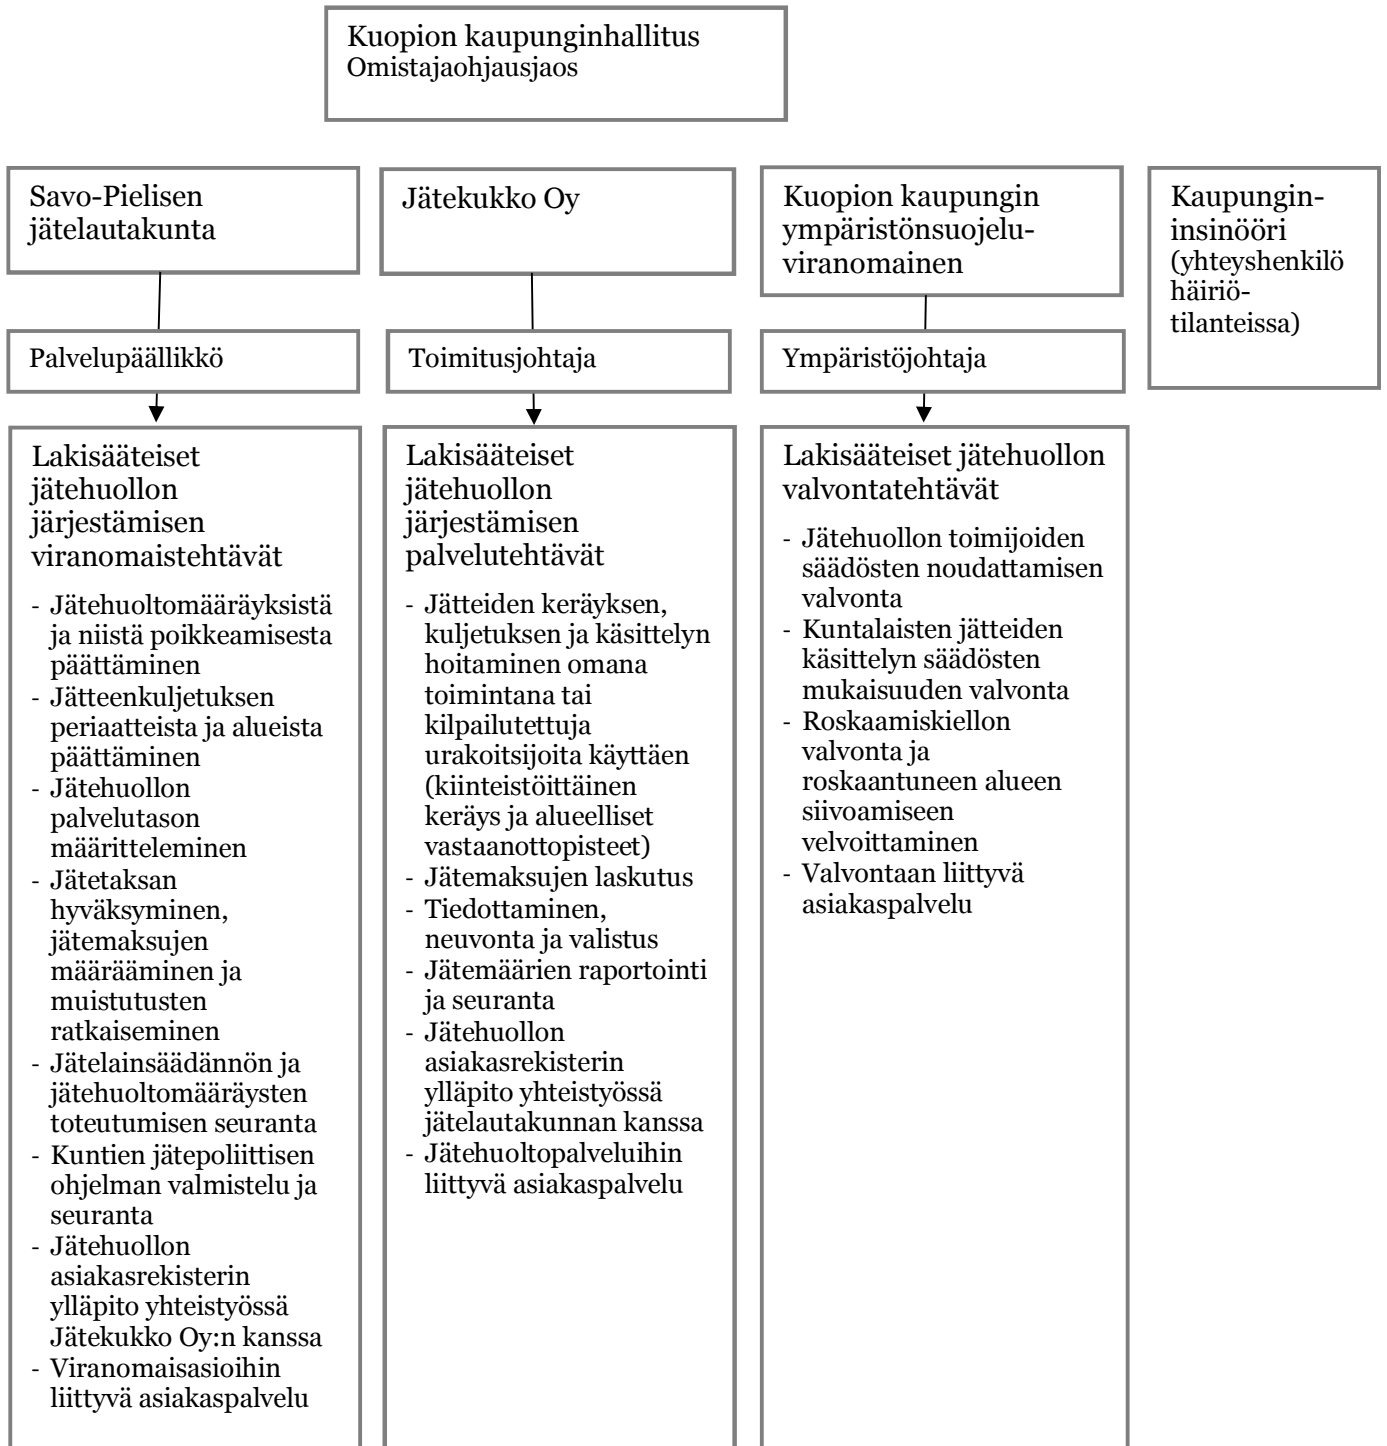 Kuopion kaupunginhallitus
Omistajaohjausjaos
Savo-Pielisen
jätelautakunta
Jätekukko Oy
Kuopion kaupungin
ympäristönsuojelu-
viranomainen
Kaupungin-
insinööri
(yhteyshenkilö
häiriö-
tilanteissa)
Palvelupäällikkö
Toimitusjohtaja
Ympäristöjohtaja
Lakisääteiset
jätehuollon
järjestämisen
viranomaistehtävät
- Jätehuoltomääräyksistä
ja niistä poikkeamisesta
päättäminen
- Jätteenkuljetuksen
periaatteista ja alueista
päättäminen
- Jätehuollon
palvelutason
määritteleminen
- Jätetaksan
hyväksyminen,
jätemaksujen
määrääminen ja
muistutusten
ratkaiseminen
- Jätelainsäädännön ja
jätehuoltomääräysten
toteutumisen seuranta
- Kuntien jätepoliittisen
ohjelman valmistelu ja
seuranta
- Jätehuollon
asiakasrekisterin
ylläpito yhteistyössä
Jätekukko Oy:n kanssa
- Viranomaisasioihin
liittyvä asiakaspalvelu
Lakisääteiset
jätehuollon
järjestämisen
palvelutehtävät
- Jätteiden keräyksen,
kuljetuksen ja käsittelyn
hoitaminen omana
toimintana tai
kilpailutettuja
urakoitsijoita käyttäen
(kiinteistöittäinen
keräys ja alueelliset
vastaanottopisteet)
- Jätemaksujen laskutus
- Tiedottaminen,
neuvonta ja valistus
- Jätemäärien raportointi
ja seuranta
- Jätehuollon
asiakasrekisterin
ylläpito yhteistyössä
jätelautakunnan kanssa
- Jätehuoltopalveluihin
liittyvä asiakaspalvelu
Lakisääteiset jätehuollon
valvontatehtävät
- Jätehuollon toimijoiden
säädösten noudattamisen
valvonta
- Kuntalaisten jätteiden
käsittelyn säädösten
mukaisuuden valvonta
- Roskaamiskiellon
valvonta ja
roskaantuneen alueen
siivoamiseen
velvoittaminen
- Valvontaan liittyvä
asiakaspalvelu